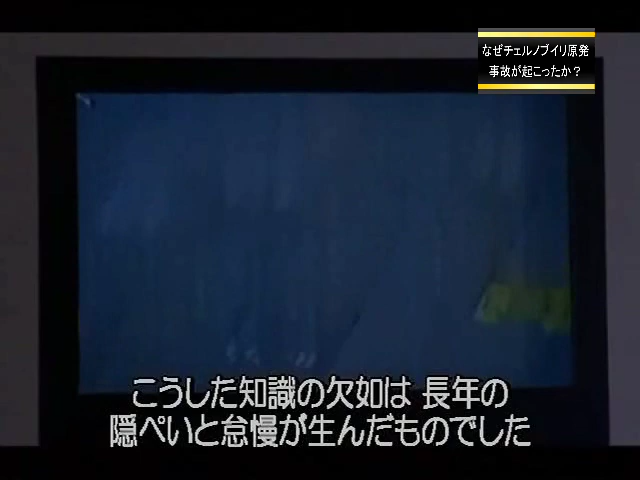 なぜチェルノブイリ原発
事故が起こったか？
こうした知識の欠如は 長年の
隠ぺいと怠慢が生んだものでした